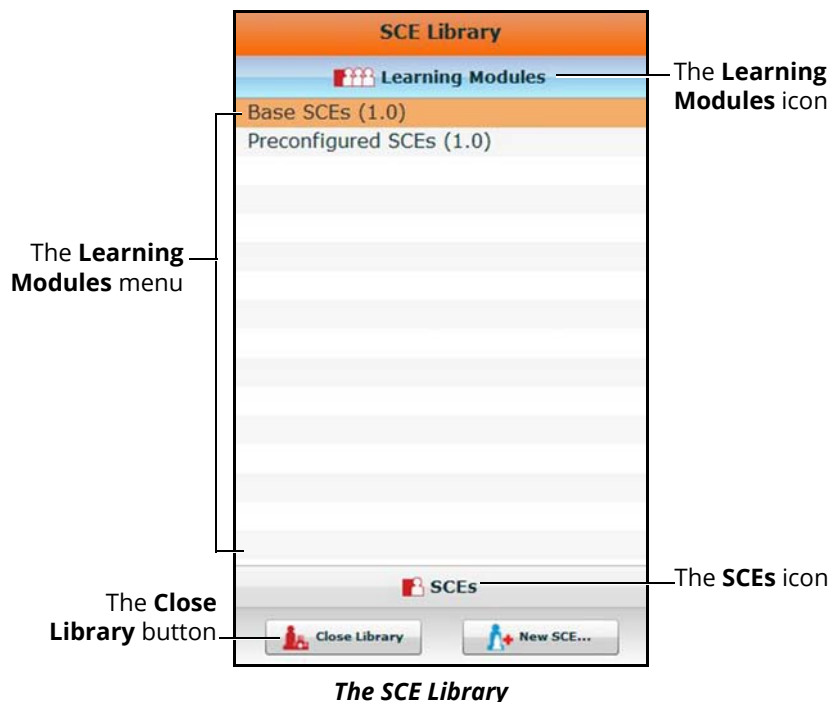 SCE Library
Learning Modules
The Learning
Modules icon
Base SCEs (1.0)
Preconfigured SCEs (1.0)
The Learning
Modules menu
SCEs
The SCEs icon
The Close
Library button
Close Library
New SCE...
The SCE Library